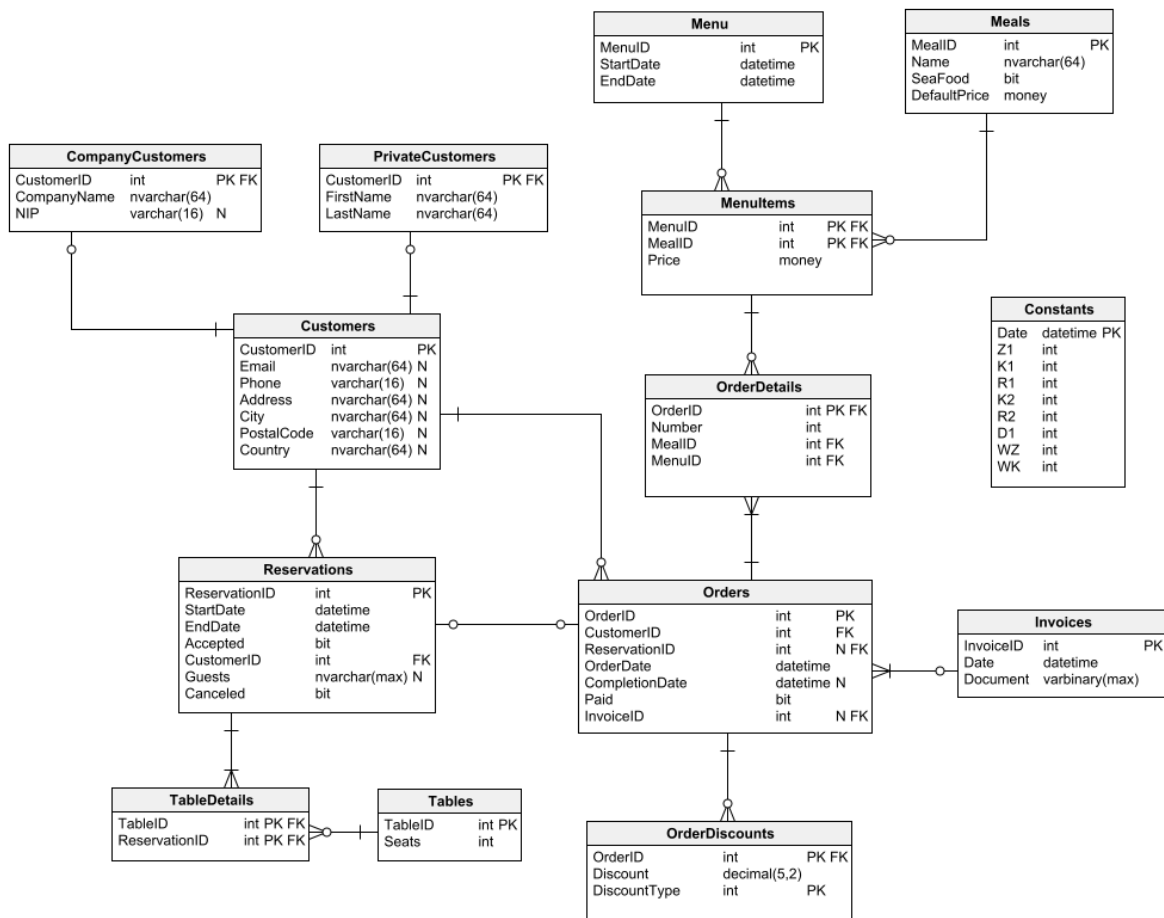 Menu
MenuID int PK
StartDate datetime
EndDate datetime
Meals
MealID int PK
Name nvarchar(64)
SeaFood bit
DefaultPrice money
CompanyCustomers
CustomerID int PK FK
CompanyName nvarchar(64)
NIP varchar(16) N
PrivateCustomers
CustomerID int PK FK
FirstName nvarchar(64)
LastName nvarchar(64)
MenuItems
MenuID int PK FK
MealID int PK FK
Price money
Customers
CustomerID int PK
Email nvarchar(64) N
Phone varchar(16) N
Address nvarchar(64) N
City nvarchar(64) N
PostalCode varchar(16) N
Country nvarchar(64) N
Constants
Date datetime PK
Z1 int
K1 int
R1 int
K2 int
R2 int
D1 int
WZ int
WK int
OrderDetails
OrderID int PK FK
Number int
MealID int FK
MenuID int FK
Reservations
ReservationID int PK
StartDate datetime
EndDate datetime
Accepted bit
CustomerID int FK
Guests nvarchar(max) N
Canceled bit
Orders
OrderID int PK
CustomerID int FK
ReservationID int N FK
OrderDate datetime
CompletionDate datetime N
Paid bit
InvoiceID int N FK
Invoices
InvoiceID int PK
Date datetime
Document varbinary(max)
TableDetails
TableID int PK FK
ReservationID int PK FK
Tables
TableID int PK
Seats int
OrderDiscounts
OrderID int PK FK
Discount decimal(5,2)
DiscountType int PK